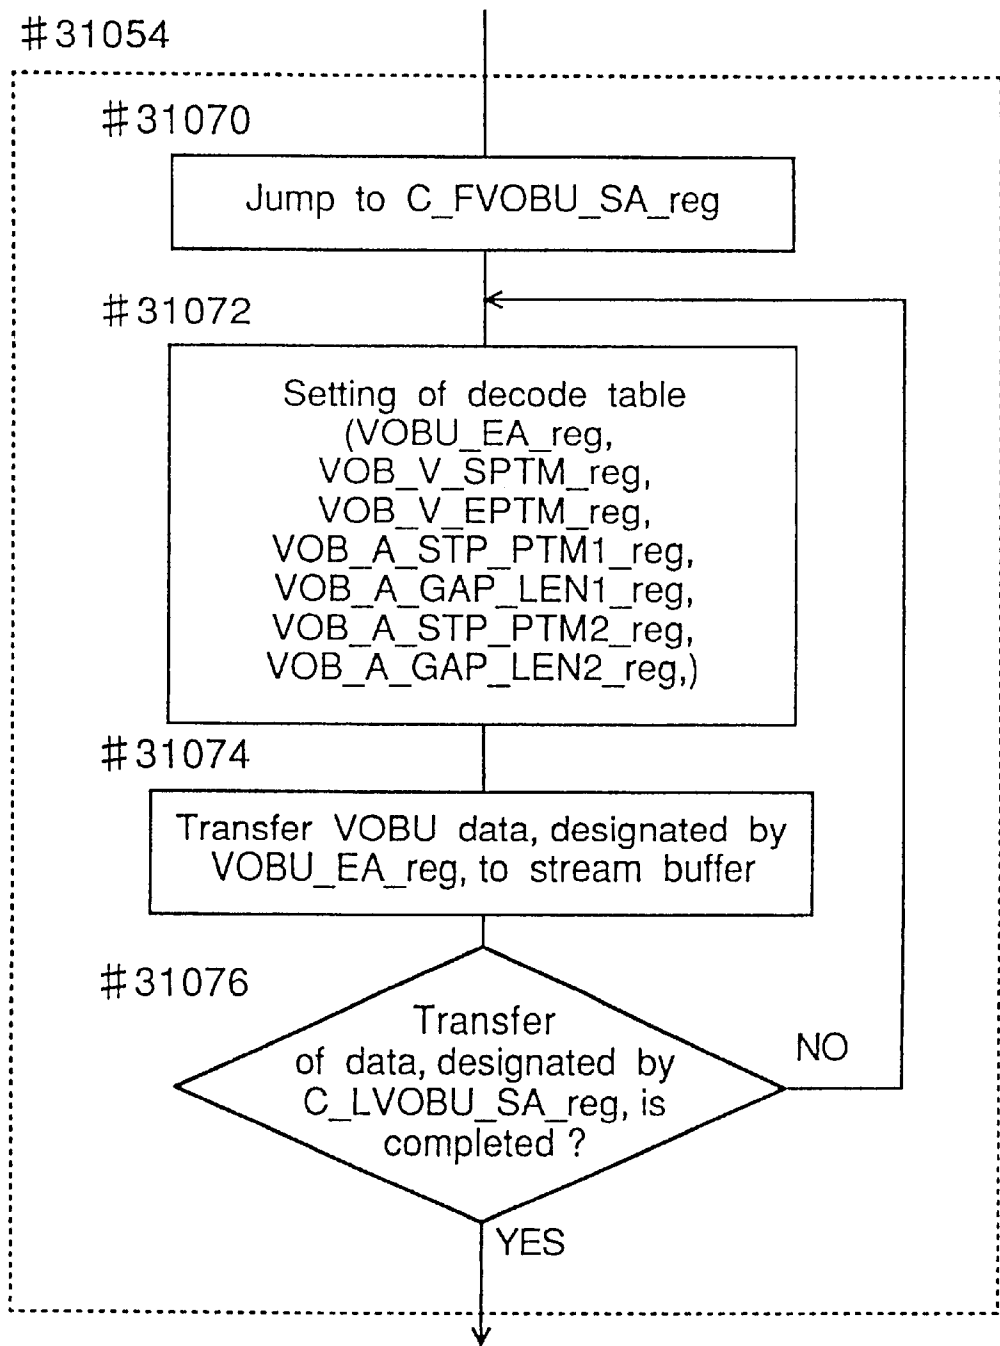 #31054
#31070
Jump to C_FVOBU_SA_reg
#31072
Setting of decode table
(VOBU_EA_reg,
VOB_V_SPTM_reg,
VOB_V_EPTM_reg,
VOB_A_STP_PTM1_reg,
VOB_A_GAP_LEN1_reg,
VOB_A_STP_PTM2_reg,
VOB_A_GAP_LEN2_reg,)
#31074
Transfer VOBU data, designated by
VOBU_EA_reg, to stream buffer
#31076
Transfer
of data, designated by
C_LVOBU_SA_reg, is
completed ?
NO
YES